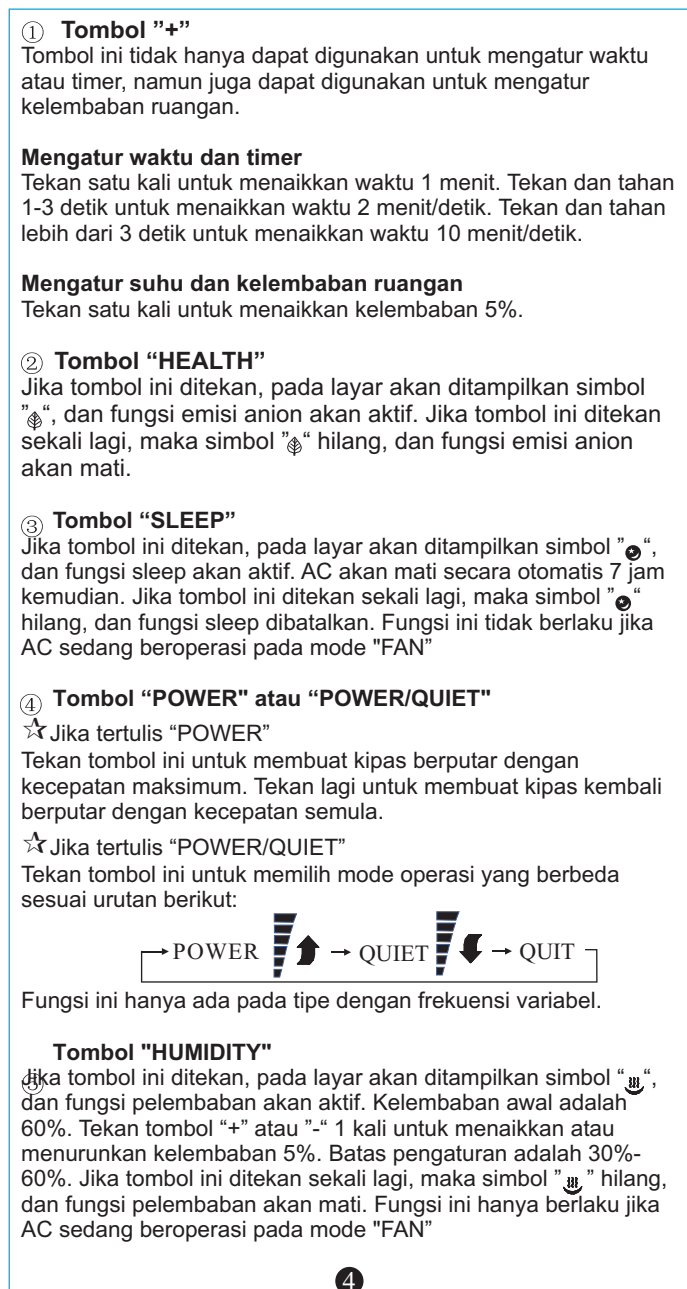 ① Tombol ”+”
Tombol ini tidak hanya dapat digunakan untuk mengatur waktu
atau timer, namun juga dapat digunakan untuk mengatur
kelembaban ruangan.
Mengatur waktu dan timer
Tekan satu kali untuk menaikkan waktu 1 menit. Tekan dan tahan
1-3 detik untuk menaikkan waktu 2 menit/detik. Tekan dan tahan
lebih dari 3 detik untuk menaikkan waktu 10 menit/detik.
Mengatur suhu dan kelembaban ruangan
Tekan satu kali untuk menaikkan kelembaban 5%.
② Tombol “HEALTH”
Jika tombol ini ditekan, pada layar akan ditampilkan simbol
” “, dan fungsi emisi anion akan aktif. Jika tombol ini ditekan
sekali lagi, maka simbol ” “ hilang, dan fungsi emisi anion
akan mati.
③ Tombol “SLEEP”
Jika tombol ini ditekan, pada layar akan ditampilkan simbol ” “,
dan fungsi sleep akan aktif. AC akan mati secara otomatis 7 jam
kemudian. Jika tombol ini ditekan sekali lagi, maka simbol ” “
hilang, dan fungsi sleep dibatalkan. Fungsi ini tidak berlaku jika
AC sedang beroperasi pada mode "FAN”
④ Tombol “POWER" atau “POWER/QUIET"
☆ Jika tertulis “POWER”
Tekan tombol ini untuk membuat kipas berputar dengan
kecepatan maksimum. Tekan lagi untuk membuat kipas kembali
berputar dengan kecepatan semula.
☆ Jika tertulis “POWER/QUIET”
Tekan tombol ini untuk memilih mode operasi yang berbeda
sesuai urutan berikut:
→ POWER → QUIET → QUIT
Fungsi ini hanya ada pada tipe dengan frekuensi variabel.
⑤ Tombol "HUMIDITY"
Jika tombol ini ditekan, pada layar akan ditampilkan simbol “ “,
dan fungsi pelembaban akan aktif. Kelembaban awal adalah
60%. Tekan tombol “+” atau ”-“ 1 kali untuk menaikkan atau
menurunkan kelembaban 5%. Batas pengaturan adalah 30%-
60%. Jika tombol ini ditekan sekali lagi, maka simbol ” ” hilang,
dan fungsi pelembaban akan mati. Fungsi ini hanya berlaku jika
AC sedang beroperasi pada mode "FAN”
4